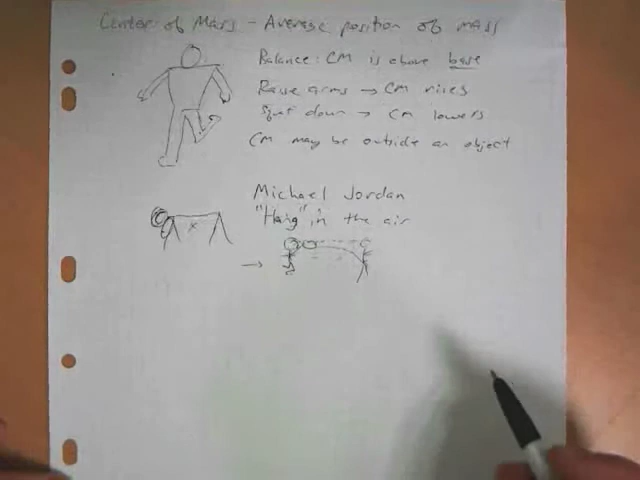 Center of Mass - Average position of mass
Balance: CM is above base
Raise arms → CM rises
Squat down → CM lowers
CM may be outside an object
Michael Jordan
"Hang" in the air